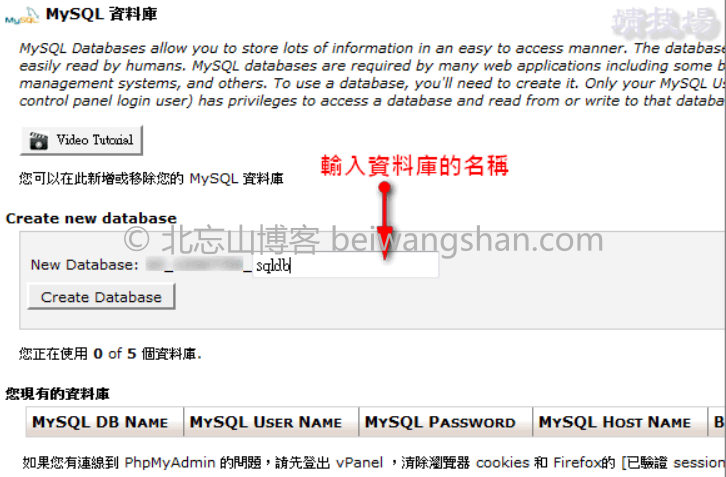 MySQL MySQL 資料庫
MySQL Databases allow you to store lots of information in an easy to access manner. The database
easily read by humans. MySQL databases are required by many web applications including some b
management systems, and others. To use a database, you'll need to create it. Only your MySQL Us
control panel login user) has privileges to access a database and read from or write to that databa
Video Tutorial
輸入資料庫的名稱
您可以在此新增或移除您的 MySQL 資料庫
Create new database
© 北忘山博客 beiwangshan.com
New Database: _ _ sqldb
Create Database
您正在使用 0 of 5 個資料庫.
您現有的資料庫
MySQL DB Name MySQL User Name MySQL Password MySQL Host Name B
如果您有連線到 PhpMyAdmin 的問題，請先登出 vPanel ，清除瀏覽器 cookies 和 Firefox的 [已驗證 session